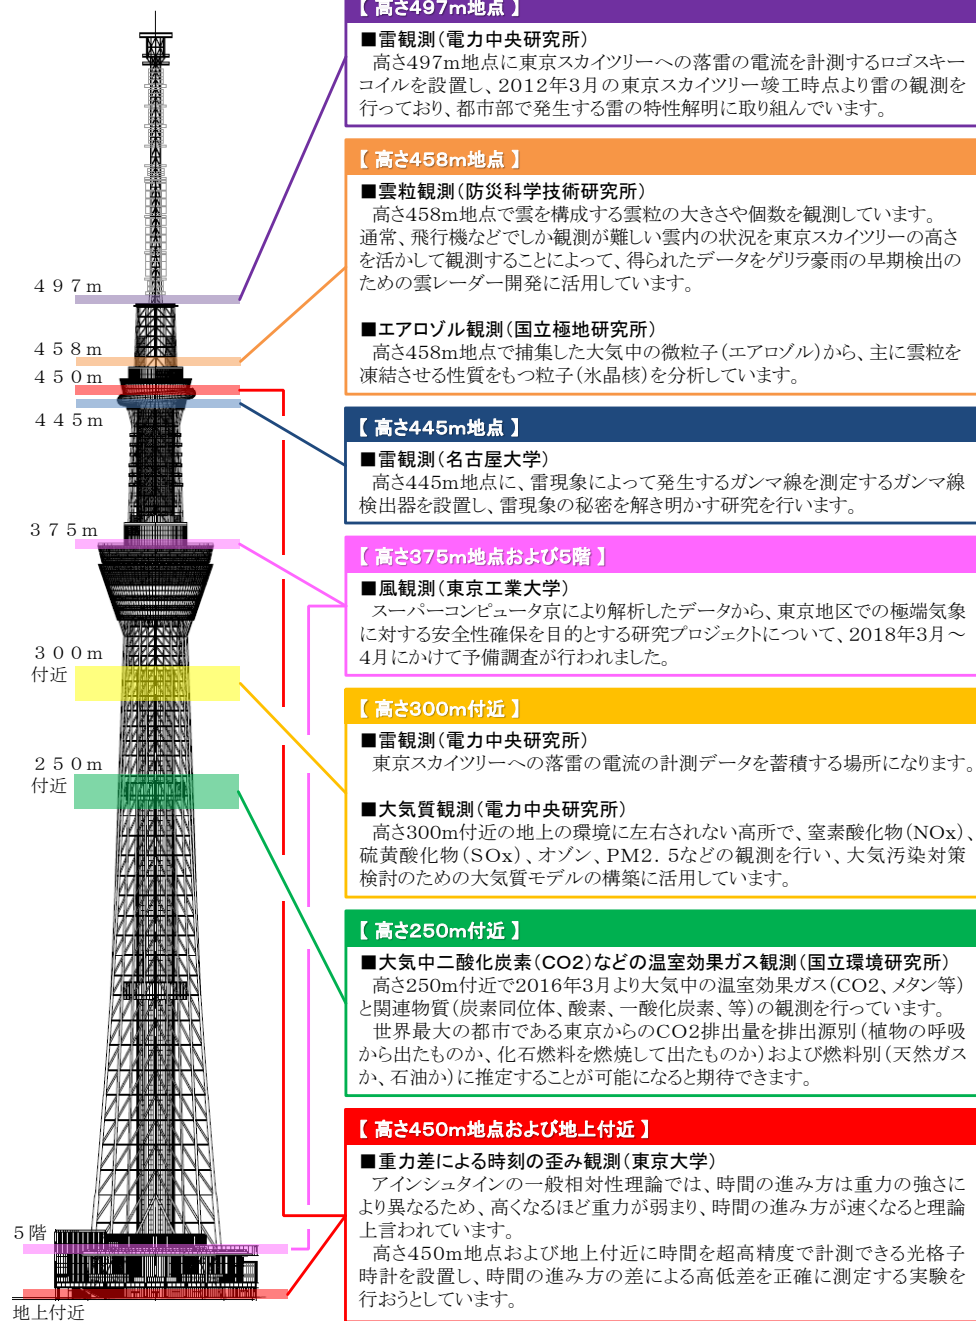 【 高さ497m地点 】
■雷観測(電力中央研究所)
高さ497m地点に東京スカイツリーへの落雷の電流を計測するロゴスキー
コイルを設置し、2012年3月の東京スカイツリー竣工時点より雷の観測を
行っており、都市部で発生する雷の特性解明に取り組んでいます。
【 高さ458m地点 】
■雲粒観測(防災科学技術研究所)
高さ458m地点で雲を構成する雲粒の大きさや個数を観測しています。
通常、飛行機などでしか観測が難しい雲内の状況を東京スカイツリーの高さ
を活かして観測することによって、得られたデータをゲリラ豪雨の早期検出の
ための雲レーダー開発に活用しています。
■エアロゾル観測(国立極地研究所)
高さ458m地点で捕集した大気中の微粒子(エアロゾル)から、主に雲粒を
凍結させる性質をもつ粒子(氷晶核)を分析しています。
【 高さ445m地点 】
■雷観測(名古屋大学)
高さ445m地点に、雷現象によって発生するガンマ線を測定するガンマ線
検出器を設置し、雷現象の秘密を解き明かす研究を行います。
【 高さ375m地点および5階 】
■風観測(東京工業大学)
スーパーコンピュータ京により解析したデータから、東京地区での極端気象
に対する安全性確保を目的とする研究プロジェクトについて、2018年3月～
4月にかけて予備調査が行われました。
【 高さ300m付近 】
■雷観測(電力中央研究所)
東京スカイツリーへの落雷の電流の計測データを蓄積する場所になります。
■大気質観測(電力中央研究所)
高さ300m付近の地上の環境に左右されない高所で、窒素酸化物(NOx)、
硫黄酸化物(SOx)、オゾン、PM2．5などの観測を行い、大気汚染対策
検討のための大気質モデルの構築に活用しています。
【 高さ250m付近 】
■大気中二酸化炭素(CO2)などの温室効果ガス観測(国立環境研究所)
高さ250m付近で2016年3月より大気中の温室効果ガス(CO2、メタン等)
と関連物質(炭素同位体、酸素、一酸化炭素、等)の観測を行っています。
世界最大の都市である東京からのCO2排出量を排出源別(植物の呼吸
から出たものか、化石燃料を燃焼して出たものか)および燃料別(天然ガス
か、石油か)に推定することが可能になると期待できます。
【 高さ450m地点および地上付近 】
■重力差による時刻の歪み観測(東京大学)
アインシュタインの一般相対性理論では、時間の進み方は重力の強さに
より異なるため、高くなるほど重力が弱まり、時間の進み方が速くなると理論
上言われています。
高さ450m地点および地上付近に時間を超高精度で計測できる光格子
時計を設置し、時間の進み方の差による高低差を正確に測定する実験を
行おうとしています。
497m
458m
450m
445m
375m
300m
付近
250m
付近
5階
地上付近